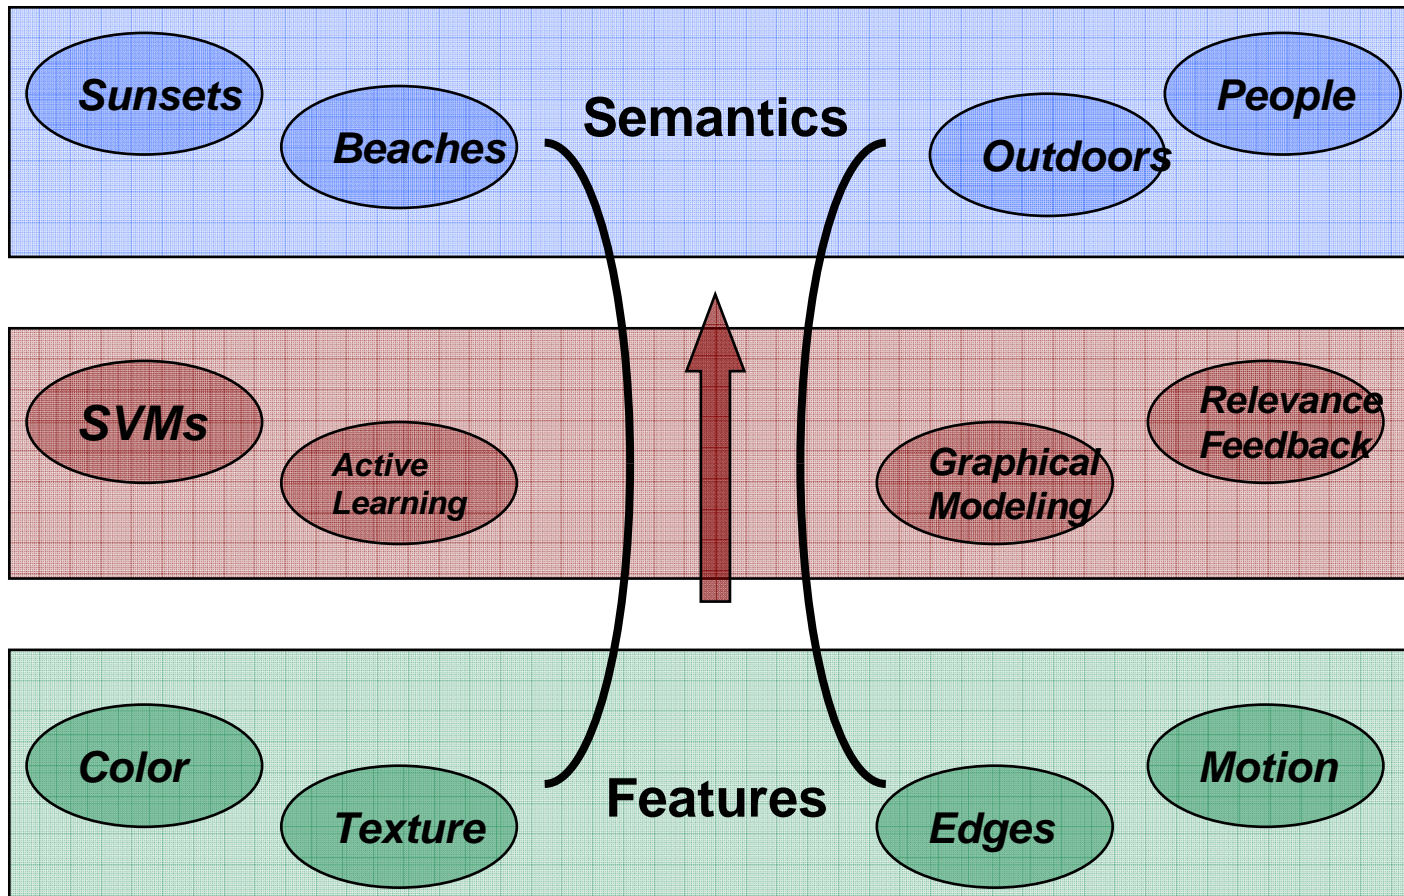 Sunsets
Beaches
Semantics
Outdoors
People
SVMs
Active
Learning
Graphical
Modeling
Relevance
Feedback
Color
Texture
Features
Edges
Motion